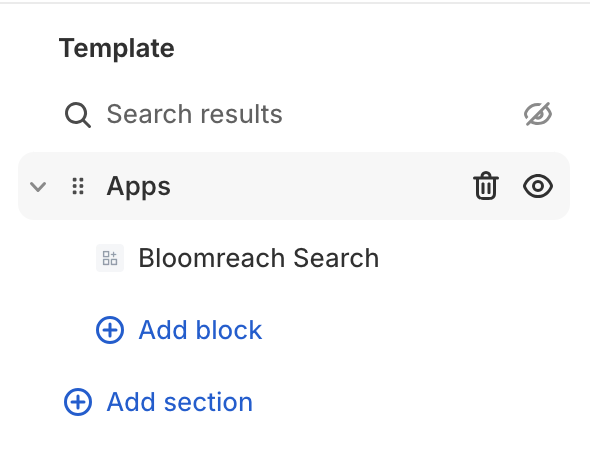 Template
Search results
Apps
Bloomreach Search
Add block
Add section